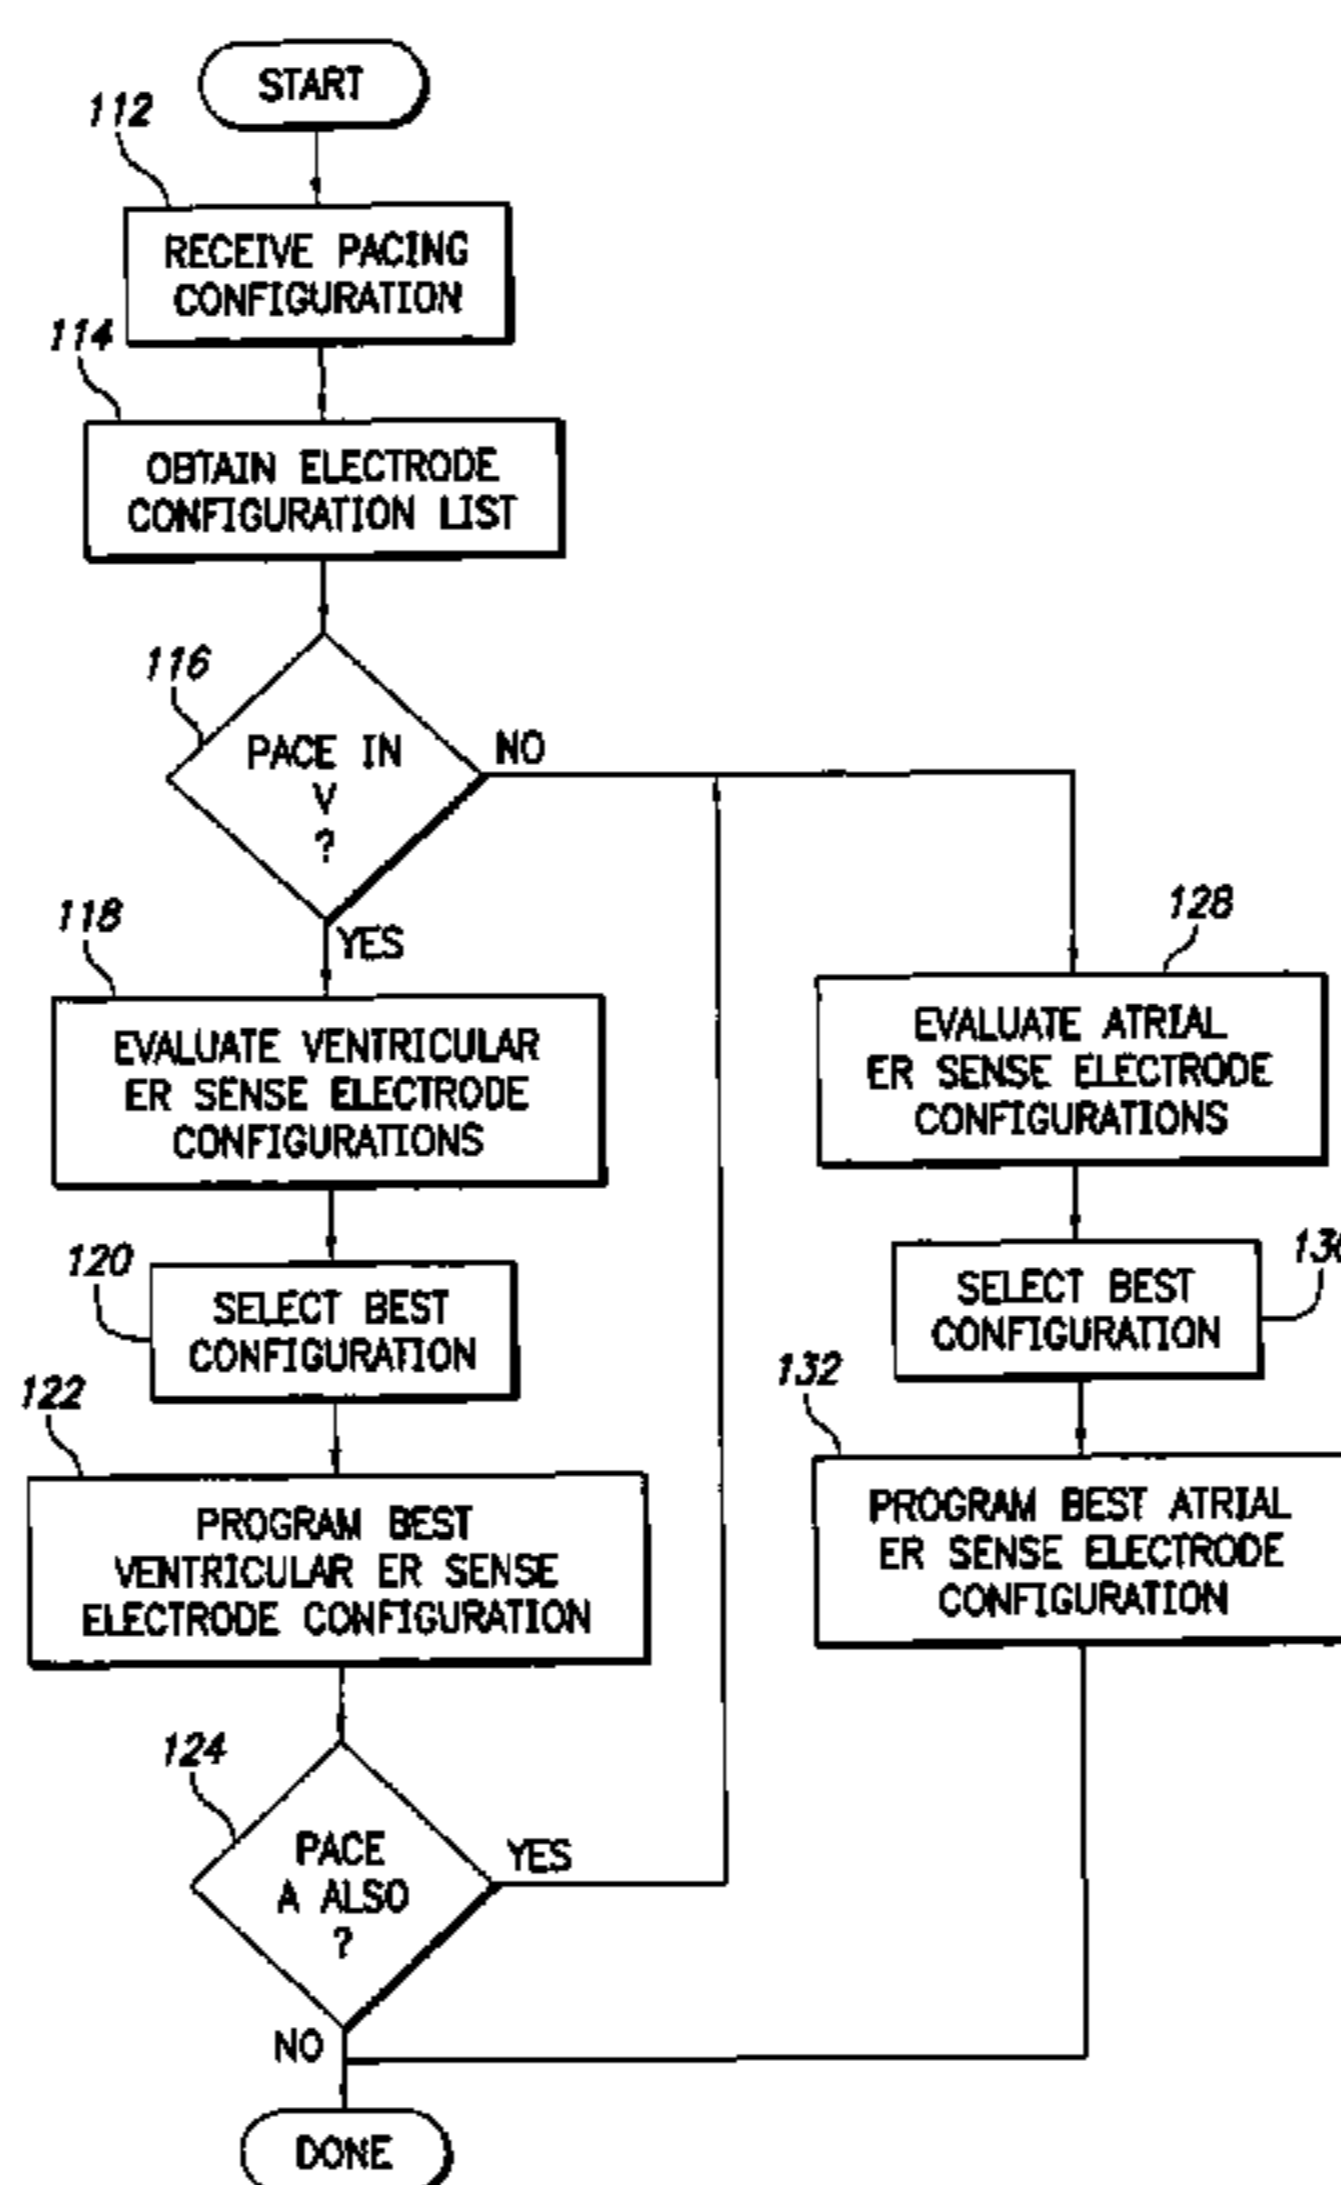 START
112
RECEIVE PACING
CONFIGURATION
114
OBTAIN ELECTRODE
CONFIGURATION LIST
116
PACE IN
V
?
NO
YES
118
EVALUATE VENTRICULAR
ER SENSE ELECTRODE
CONFIGURATIONS
120
SELECT BEST
CONFIGURATION
122
PROGRAM BEST
VENTRICULAR ER SENSE
ELECTRODE CONFIGURATION
124
PACE
A ALSO
?
YES
NO
128
EVALUATE ATRIAL
ER SENSE ELECTRODE
CONFIGURATIONS
SELECT BEST
CONFIGURATION
132
PROGRAM BEST ATRIAL
ER SENSE ELECTRODE
CONFIGURATION
DONE